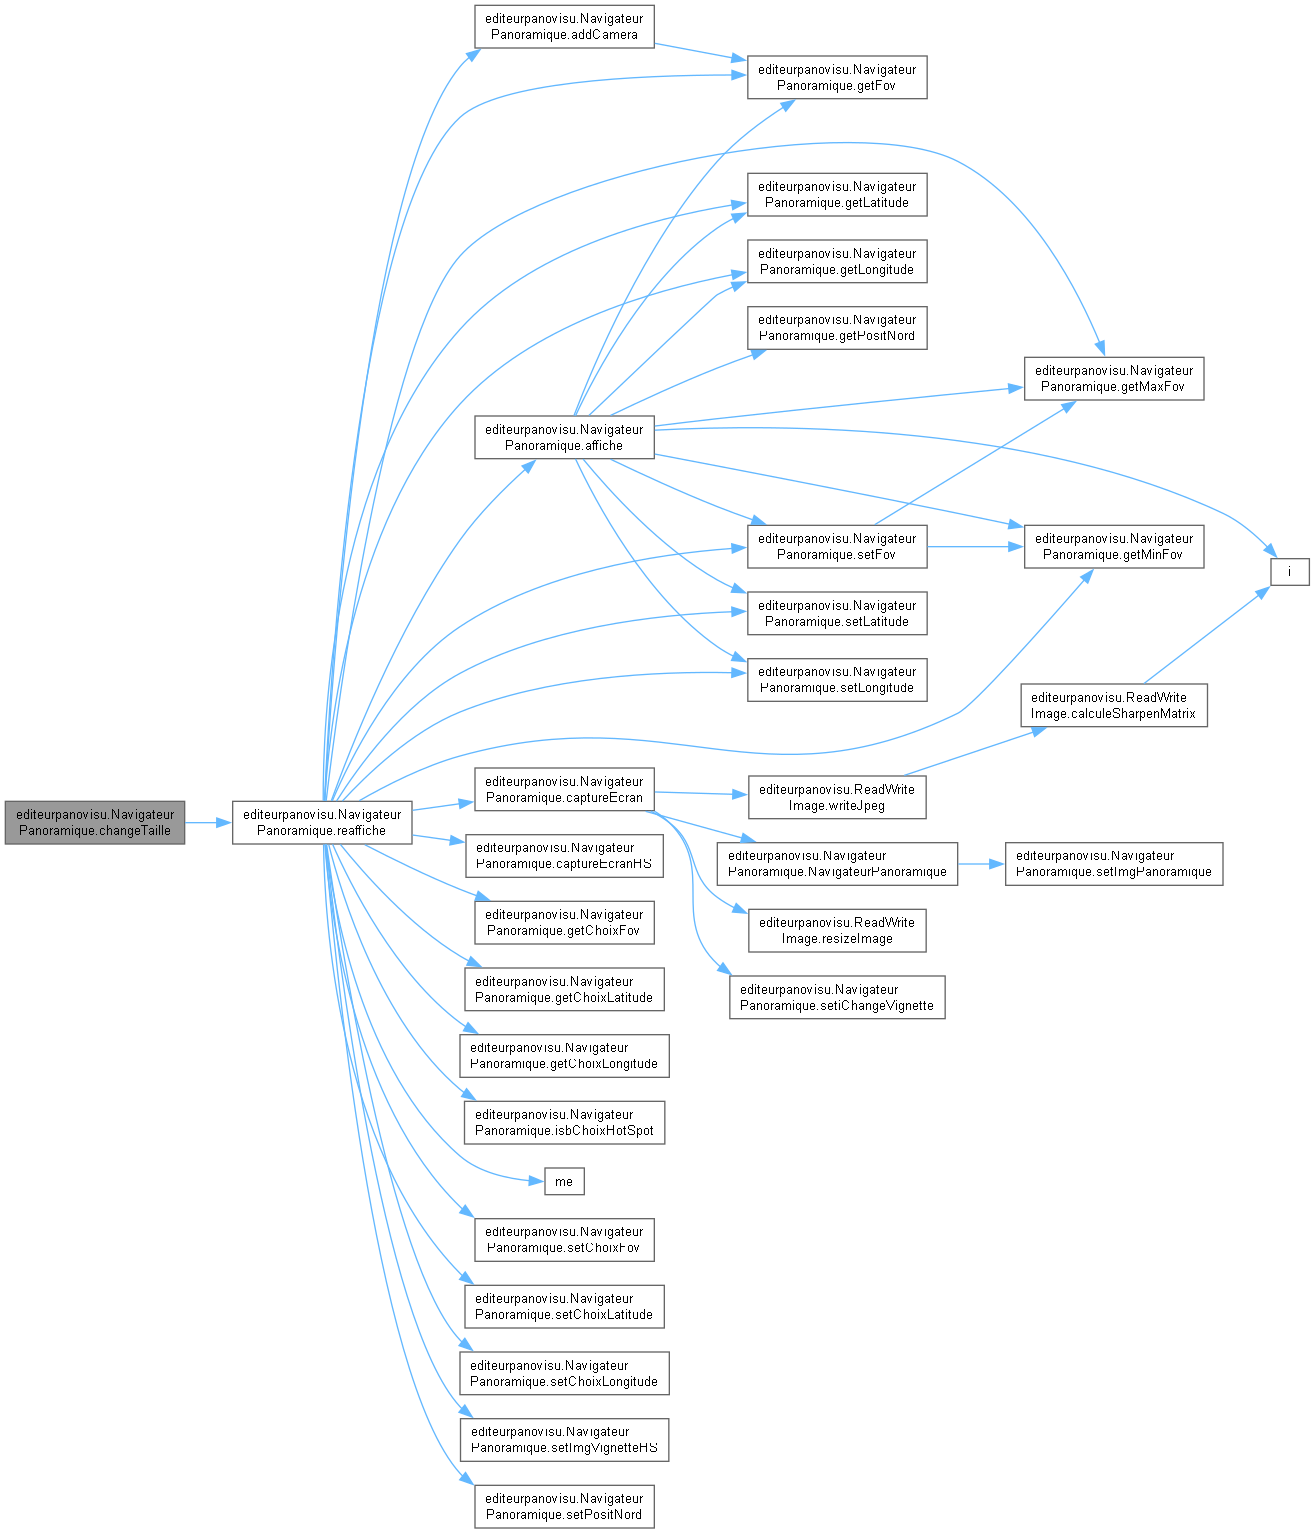 editeurpanovisu.Navigateur
Panoramique.changeTaille
editeurpanovisu.Navigateur
Panoramique.reaffiche
editeurpanovisu.Navigateur
Panoramique.addCamera
editeurpanovisu.Navigateur
Panoramique.getFov
editeurpanovisu.Navigateur
Panoramique.getLatitude
editeurpanovisu.Navigateur
Panoramique.getLongitude
editeurpanovisu.Navigateur
Panoramique.getPositNord
editeurpanovisu.Navigateur
Panoramique.getMaxFov
editeurpanovisu.Navigateur
Panoramique.affiche
editeurpanovisu.Navigateur
Panoramique.setFov
editeurpanovisu.Navigateur
Panoramique.getMinFov
i
editeurpanovisu.Navigateur
Panoramique.setLatitude
editeurpanovisu.Navigateur
Panoramique.setLongitude
editeurpanovisu.ReadWrite
Image.calculeSharpenMatrix
editeurpanovisu.Navigateur
Panoramique.captureEcran
editeurpanovisu.ReadWrite
Image.writeJpeg
editeurpanovisu.Navigateur
Panoramique.captureEcranHS
editeurpanovisu.Navigateur
Panoramique.NavigateurPanoramique
editeurpanovisu.Navigateur
Panoramique.setImgPanoramique
editeurpanovisu.Navigateur
Panoramique.getChoixFov
editeurpanovisu.ReadWrite
Image.resizeImage
editeurpanovisu.Navigateur
Panoramique.getChoixLatitude
editeurpanovisu.Navigateur
Panoramique.setiChangeVignette
editeurpanovisu.Navigateur
Panoramique.getChoixLongitude
editeurpanovisu.Navigateur
Panoramique.isbChoixHotSpot
me
editeurpanovisu.Navigateur
Panoramique.setChoixFov
editeurpanovisu.Navigateur
Panoramique.setChoixLatitude
editeurpanovisu.Navigateur
Panoramique.setChoixLongitude
editeurpanovisu.Navigateur
Panoramique.setImgVignetteHS
editeurpanovisu.Navigateur
Panoramique.setPositNord